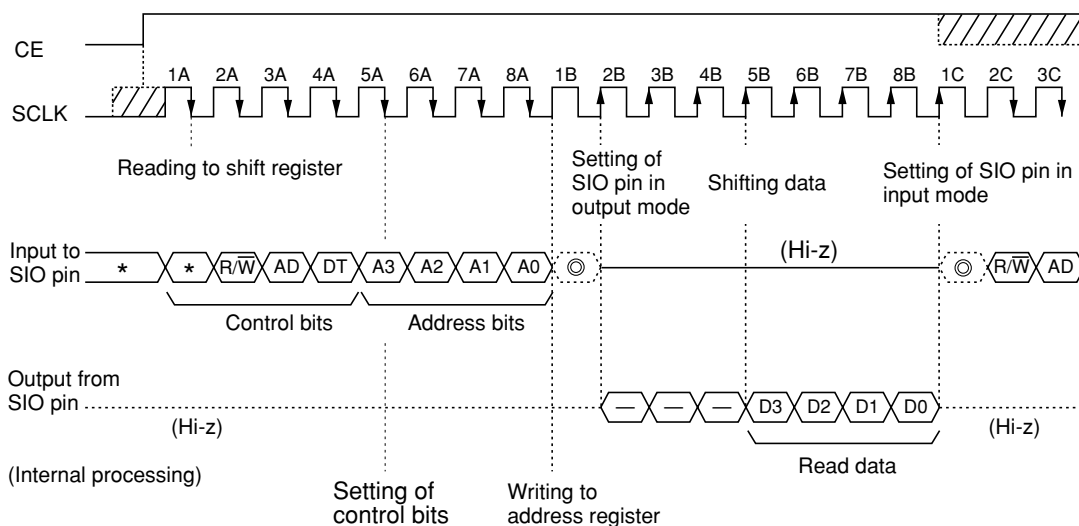 CE
1A 2A 3A 4A 5A 6A 7A 8A 1B 2B 3B 4B 5B 6B 7B 8B 1C 2C 3C
SCLK
Reading to shift register
Setting of
SIO pin in
output mode
Shifting data
Setting of SIO pin in
input mode
Input to
SIO pin
* * R/W̅ AD DT A3 A2 A1 A0 ◎ (Hi-z) ◎ R/W̅ AD
Control bits Address bits
Output from
SIO pin
(Hi-z) — — — D3 D2 D1 D0 (Hi-z)
Read data
(Internal processing)
Setting of
control bits
Writing to
address register